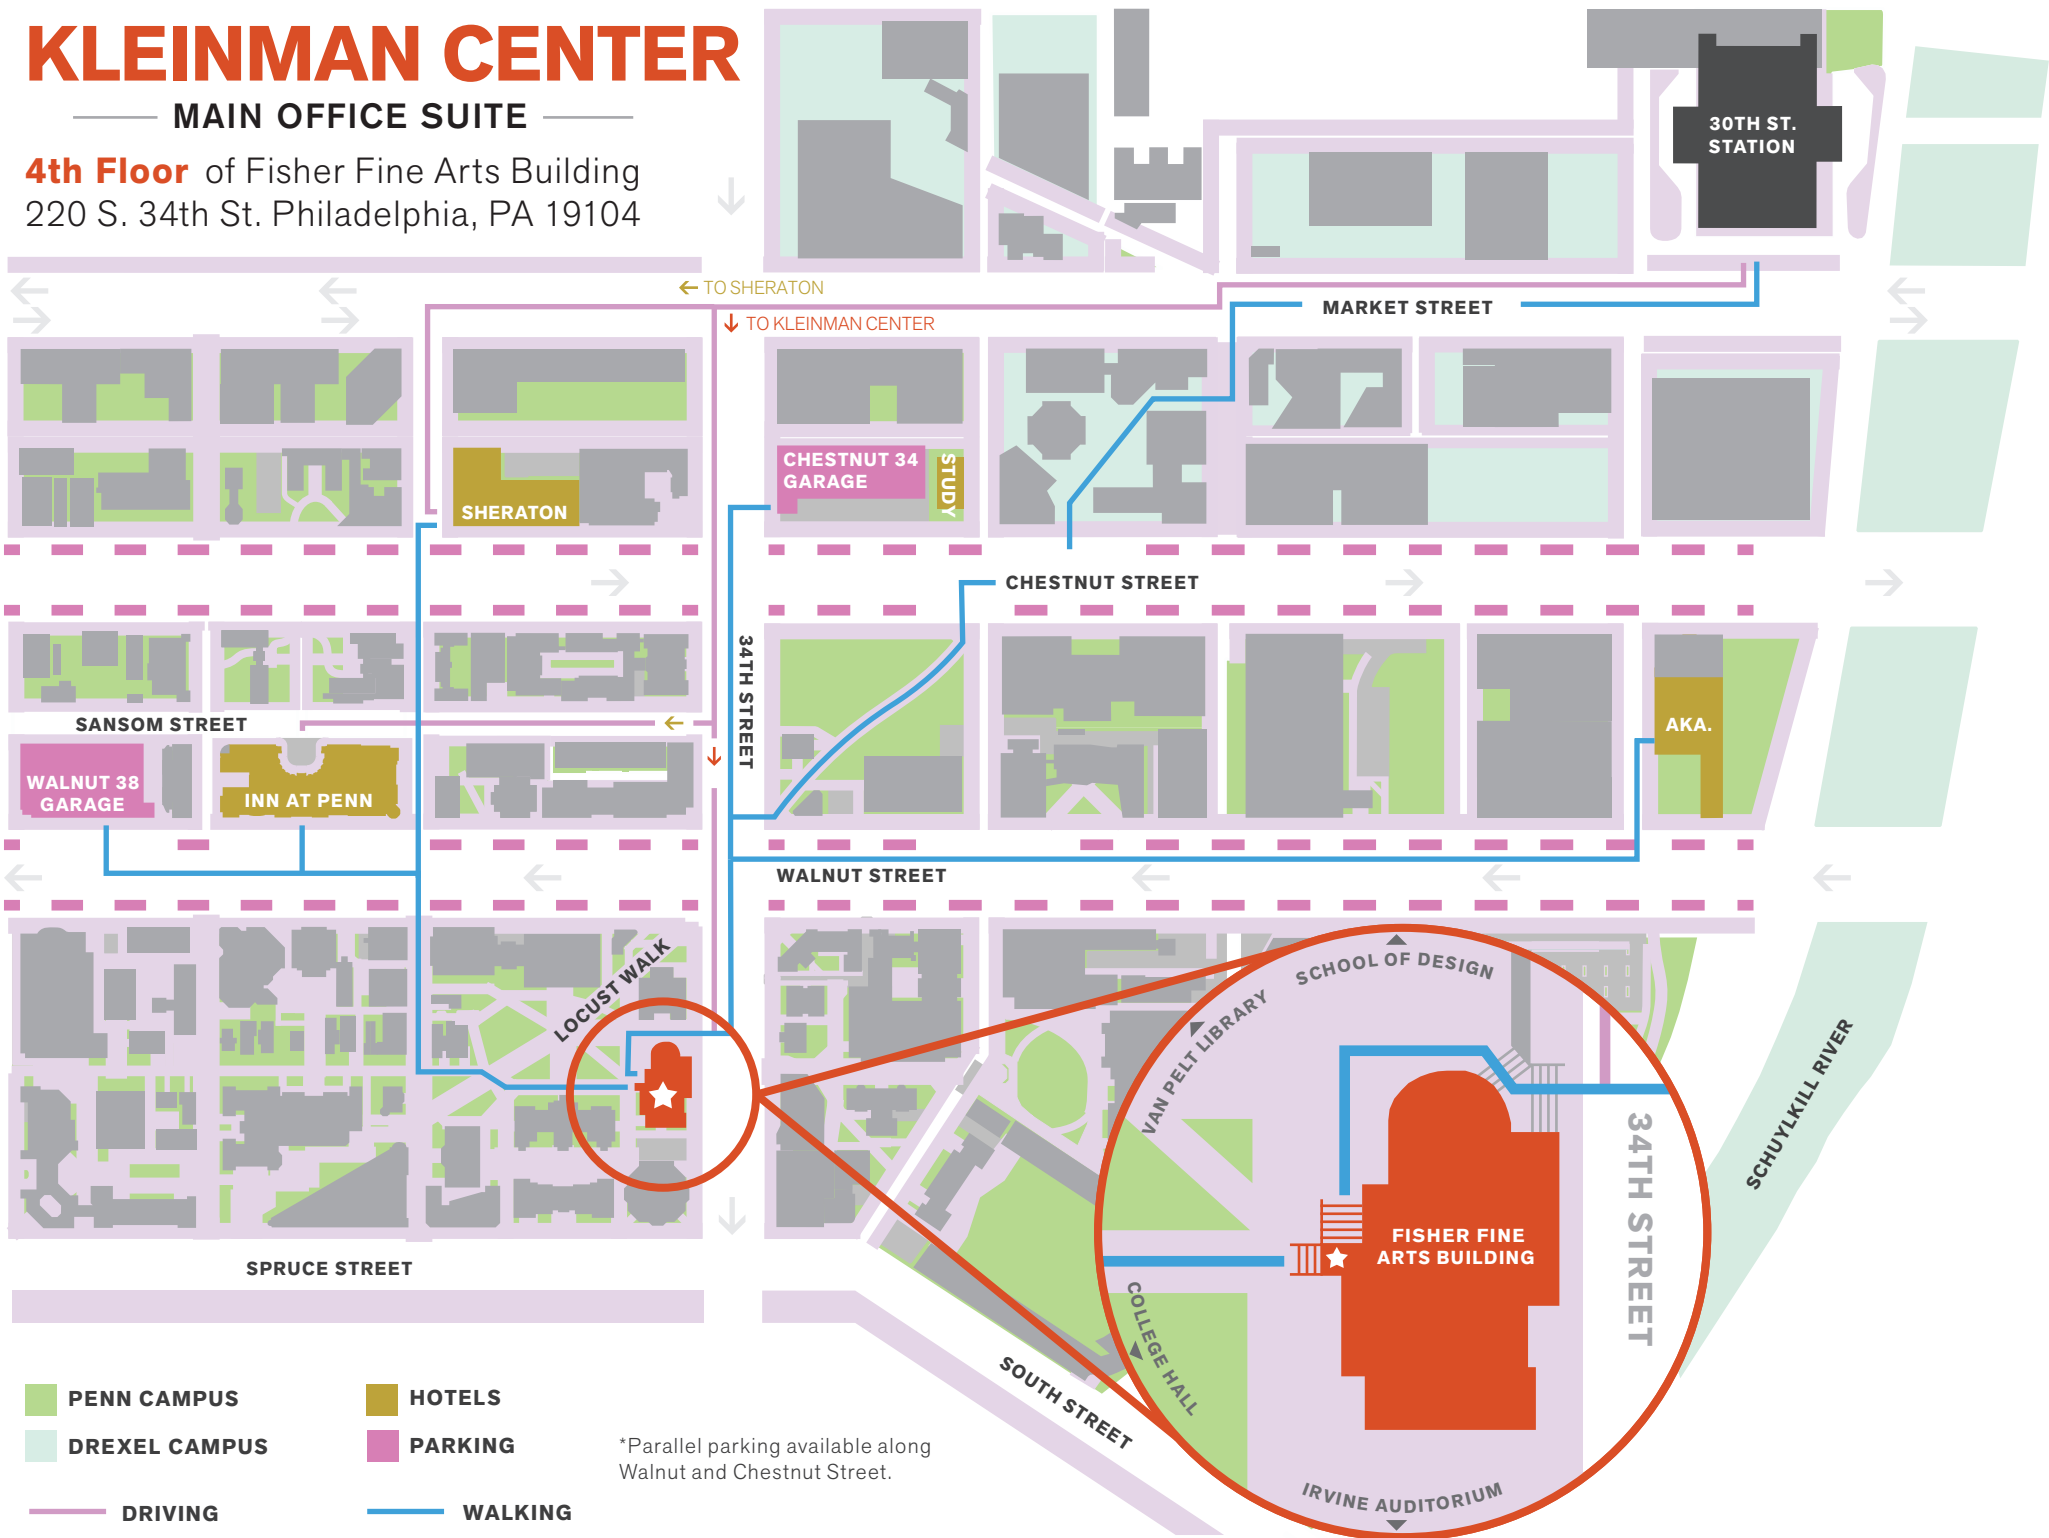 KLEINMAN CENTER
MAIN OFFICE SUITE
4th Floor of Fisher Fine Arts Building
220 S. 34th St. Philadelphia, PA 19104
30TH ST.
STATION
← TO SHERATON
↓ TO KLEINMAN CENTER
MARKET STREET
CHESTNUT 34
GARAGE
STUDY
SHERATON
CHESTNUT STREET
34TH STREET
SANSOM STREET
AKA.
WALNUT 38
GARAGE
INN AT PENN
WALNUT STREET
LOCUST WALK
SCHOOL OF DESIGN
VAN PELT LIBRARY
SCHUYLKILL RIVER
34TH STREET
FISHER FINE
ARTS BUILDING
COLLEGE HALL
IRVINE AUDITORIUM
SPRUCE STREET
SOUTH STREET
PENN CAMPUS
HOTELS
DREXEL CAMPUS
PARKING
*Parallel parking available along
Walnut and Chestnut Street.
DRIVING
WALKING